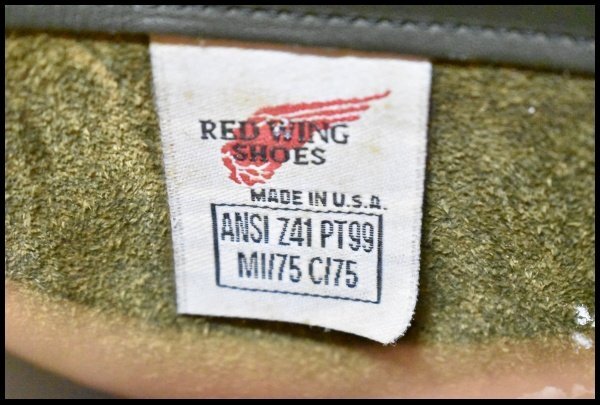 RED WING
SHOES
MADE IN U.S.A.
ANSI Z41 PT99
MI/75 C/75